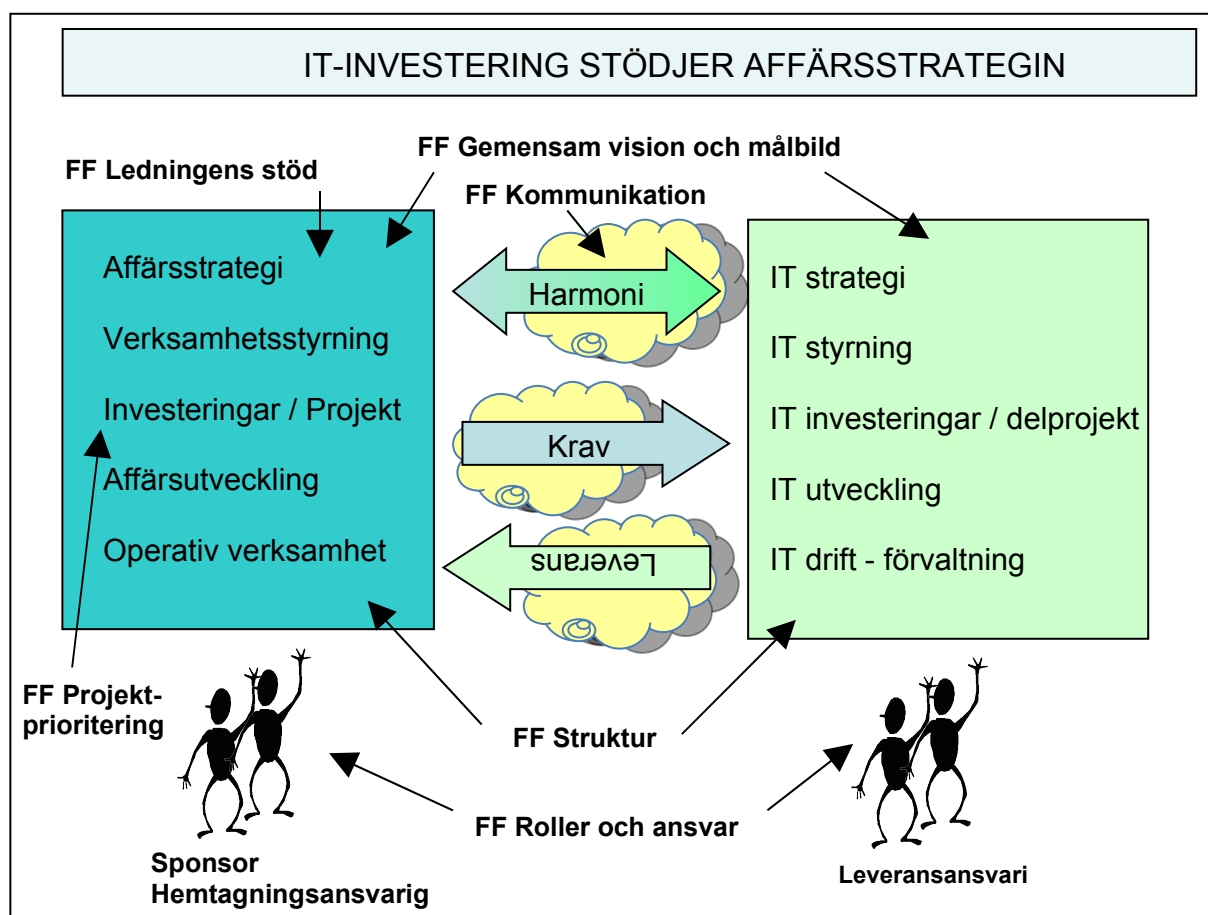 IT-INVESTERING STÖDJER AFFÄRSSTRATEGIN
FF Gemensam vision och målbild
FF Ledningens stöd
FF Kommunikation
Affärsstrategi
Verksamhetsstyrning
Investeringar / Projekt
Affärsutveckling
Operativ verksamhet
Harmoni
Krav
Leverans
IT strategi
IT styrning
IT investeringar / delprojekt
IT utveckling
IT drift - förvaltning
FF Projekt-
prioritering
FF Struktur
FF Roller och ansvar
Sponsor
Hemtagningsansvarig
Leveransansvari